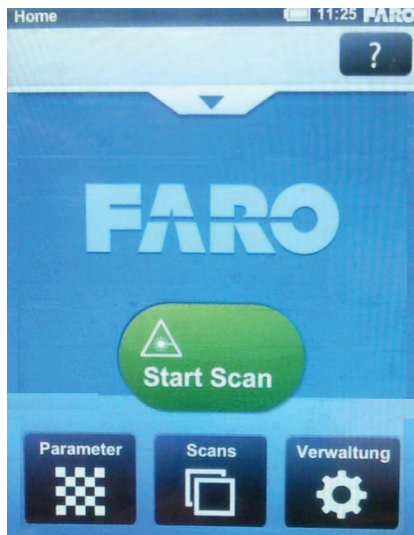 Home 11:25 FARO
?
FARO
Start Scan
Parameter Scans Verwaltung